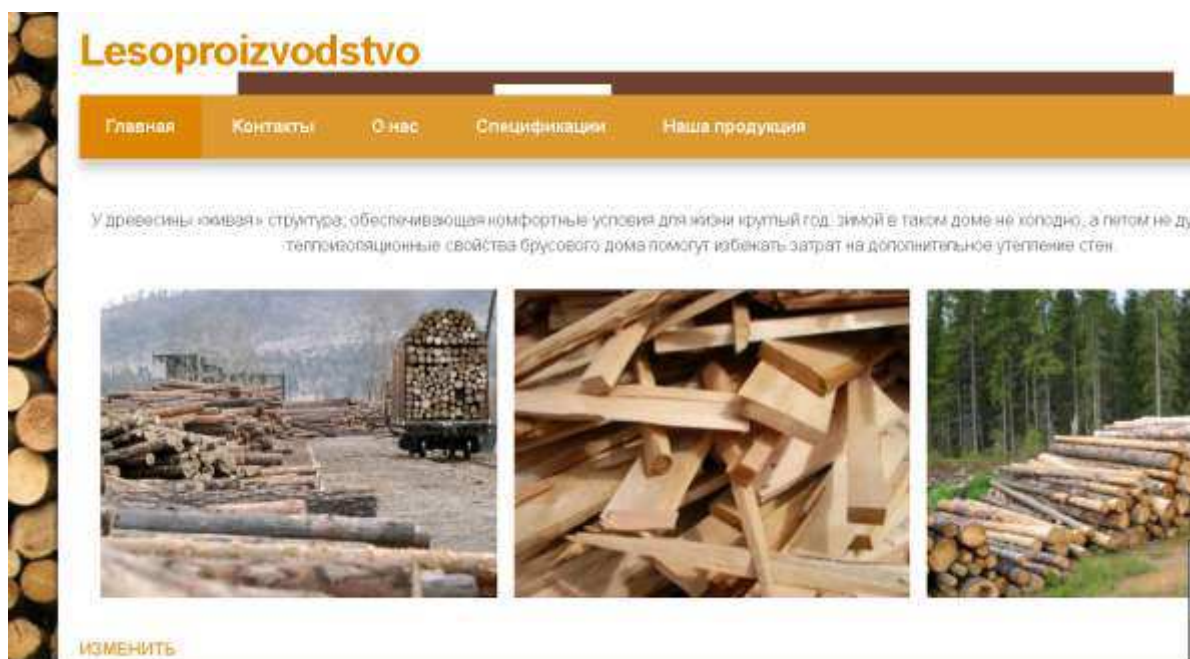 Lesoproizvodstvo
Главная Контакты О нас Спецификации Наша продукция
У древесины «живая» структура, обеспечивающая комфортные условия для жизни круглый год: зимой в таком доме не холодно, а летом не ду
теплоизоляционные свойства брусового дома помогут избежать затрат на дополнительное утепление стен.
ИЗМЕНИТЬ